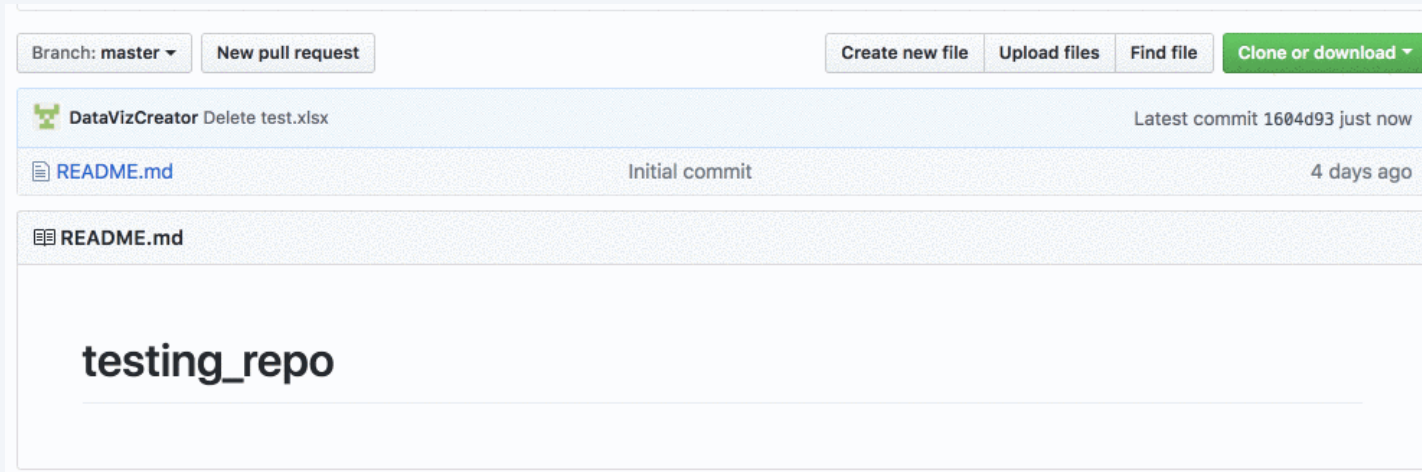 Branch: master New pull request Create new file Upload files Find file Clone or download
DataVizCreator Delete test.xlsx Latest commit 1604d93 just now
README.md Initial commit 4 days ago
README.md
testing_repo